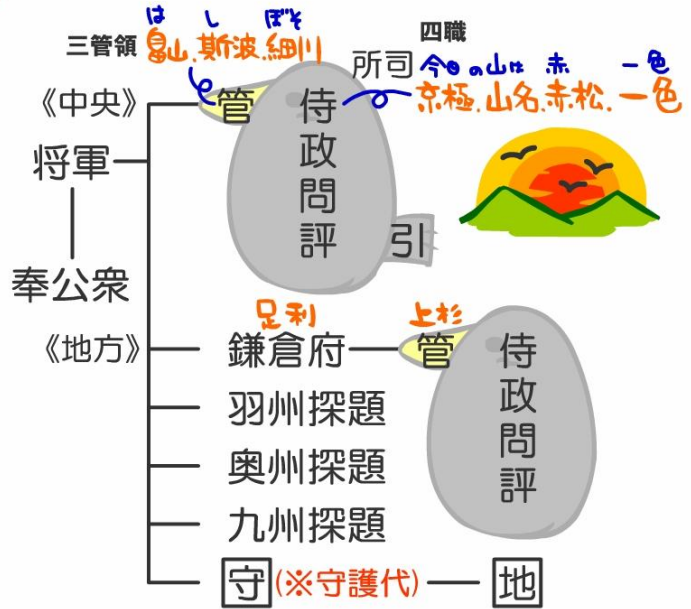 は し ぼそ
三管領 畠山.斯波.細川
四職
所司 今日の山は 赤 一色
京極.山名.赤松.一色
《中央》
管
侍政問評
引
将軍
奉公衆
足利
上杉
《地方》
鎌倉府
管
侍政問評
羽州探題
奥州探題
九州探題
守(※守護代)
地